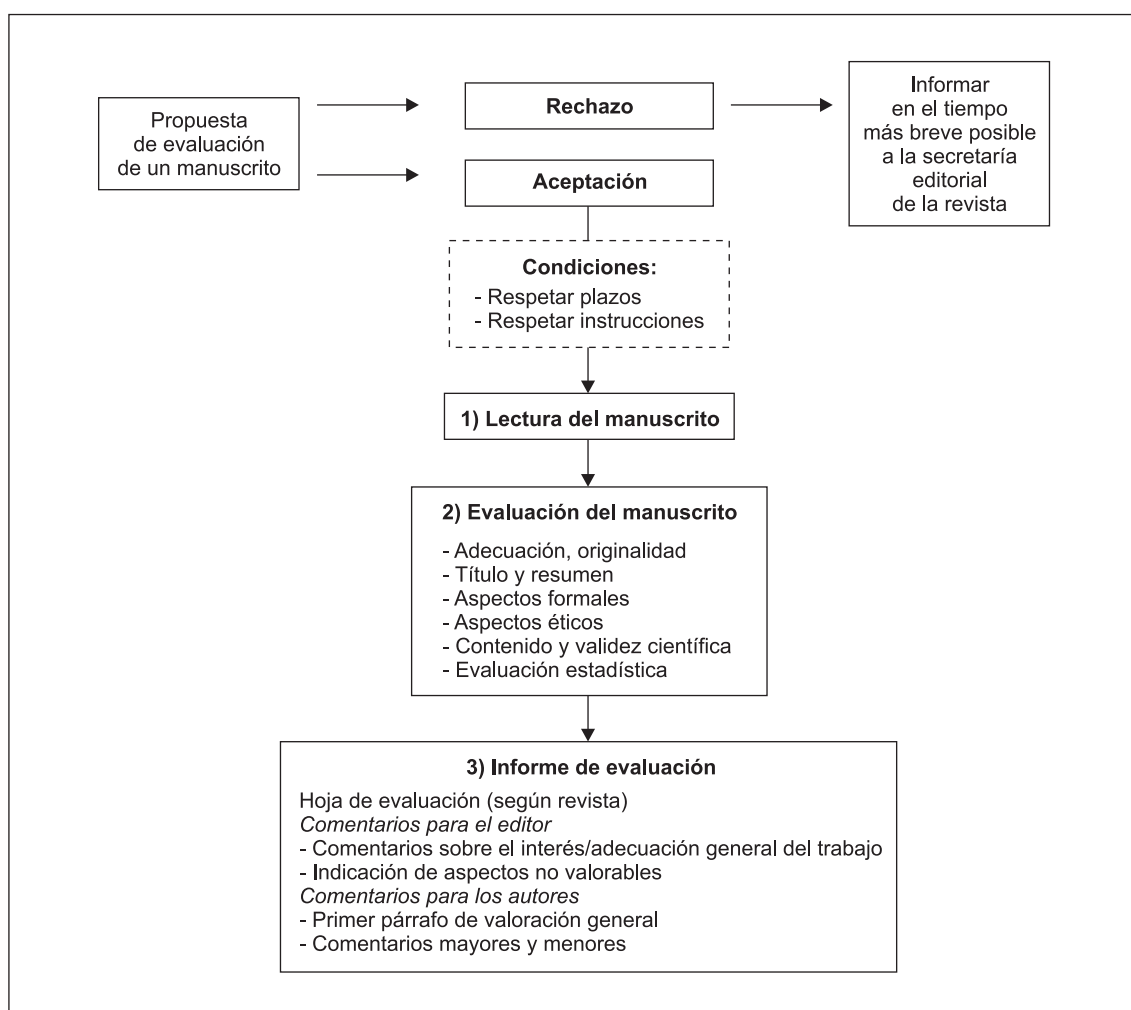 Propuesta
de evaluación
de un manuscrito
Rechazo
Informar
en el tiempo
más breve posible
a la secretaría
editorial
de la revista
Aceptación
Condiciones:
- Respetar plazos
- Respetar instrucciones
1) Lectura del manuscrito
2) Evaluación del manuscrito
- Adecuación, originalidad
- Título y resumen
- Aspectos formales
- Aspectos éticos
- Contenido y validez científica
- Evaluación estadística
3) Informe de evaluación
Hoja de evaluación (según revista)
Comentarios para el editor
- Comentarios sobre el interés/adecuación general del trabajo
- Indicación de aspectos no valorables
Comentarios para los autores
- Primer párrafo de valoración general
- Comentarios mayores y menores